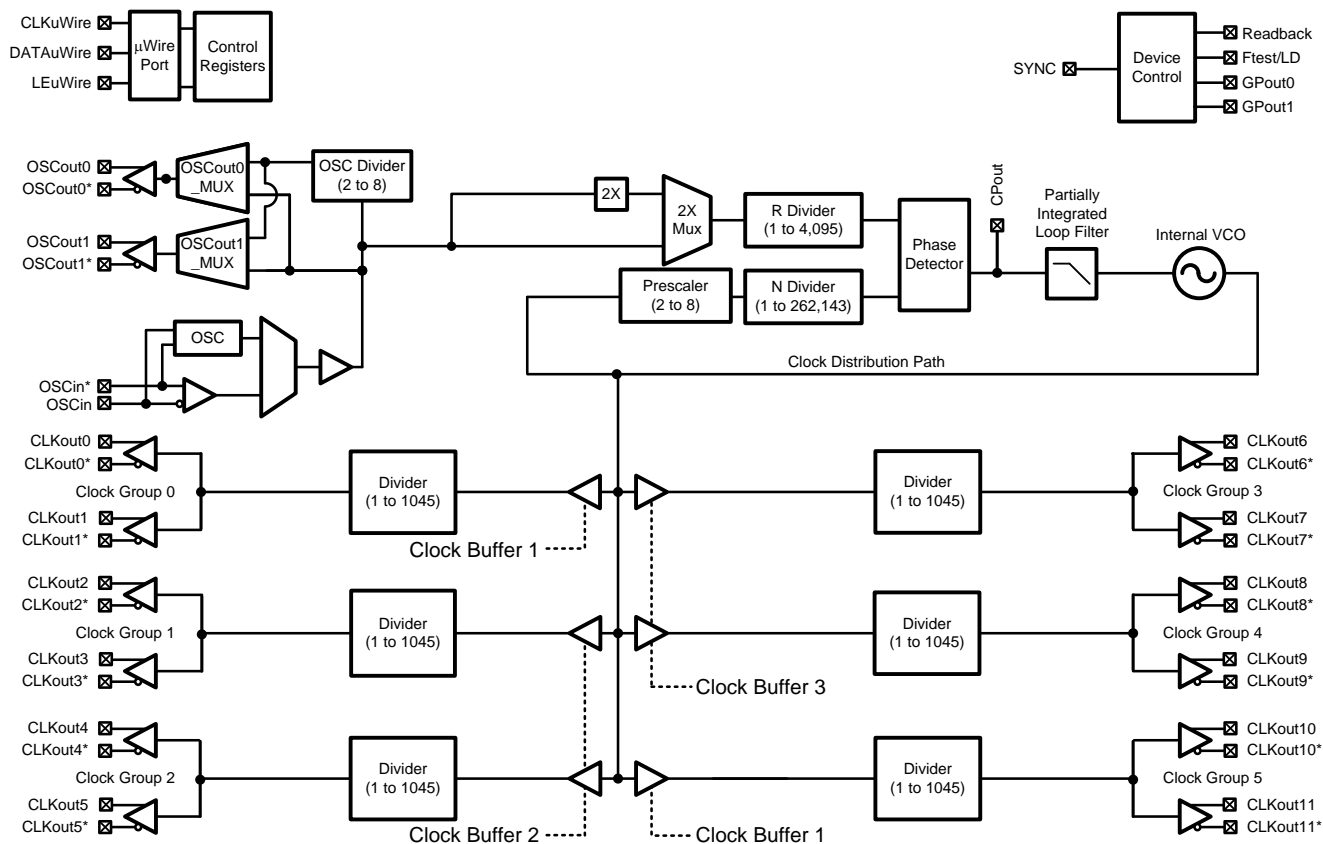 CLKuWire
DATAuWire
LEuWire
µWire
Port
Control
Registers
SYNC
Device
Control
Readback
Ftest/LD
GPout0
GPout1
OSCout0
OSCout0*
OSCout0
_MUX
OSC Divider
(2 to 8)
OSCout1
OSCout1*
OSCout1
_MUX
2X
2X
Mux
R Divider
(1 to 4,095)
Phase
Detector
CPout
Partially
Integrated
Loop Filter
Internal VCO
Prescaler
(2 to 8)
N Divider
(1 to 262,143)
OSC
OSCin*
OSCin
Clock Distribution Path
CLKout0
CLKout0*
Clock Group 0
CLKout1
CLKout1*
Divider
(1 to 1045)
Clock Buffer 1
Divider
(1 to 1045)
CLKout6
CLKout6*
Clock Group 3
CLKout7
CLKout7*
CLKout2
CLKout2*
Clock Group 1
CLKout3
CLKout3*
Divider
(1 to 1045)
Clock Buffer 3
Divider
(1 to 1045)
CLKout8
CLKout8*
Clock Group 4
CLKout9
CLKout9*
CLKout4
CLKout4*
Clock Group 2
CLKout5
CLKout5*
Divider
(1 to 1045)
Clock Buffer 2
Divider
(1 to 1045)
Clock Buffer 1
CLKout10
CLKout10*
Clock Group 5
CLKout11
CLKout11*